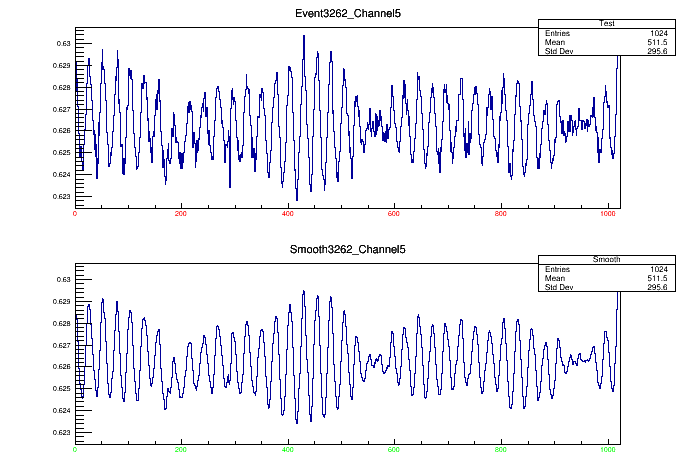 Event3262_Channel5
Test
Entries 1024
Mean 511.5
Std Dev 295.6
0.63
0.629
0.628
0.627
0.626
0.625
0.624
0.623
0 200 400 600 800 1000
Smooth3262_Channel5
Smooth
Entries 1024
Mean 511.5
Std Dev 295.6
0.63
0.629
0.628
0.627
0.626
0.625
0.624
0.623
0 200 400 600 800 1000